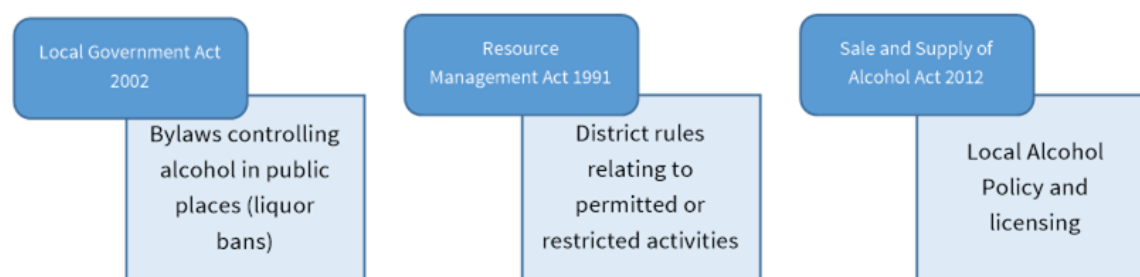 Local Government Act
2002
Bylaws controlling
alcohol in public
places (liquor
bans)
Resource
Management Act 1991
District rules
relating to
permitted or
restricted activities
Sale and Supply of
Alcohol Act 2012
Local Alcohol
Policy and
licensing